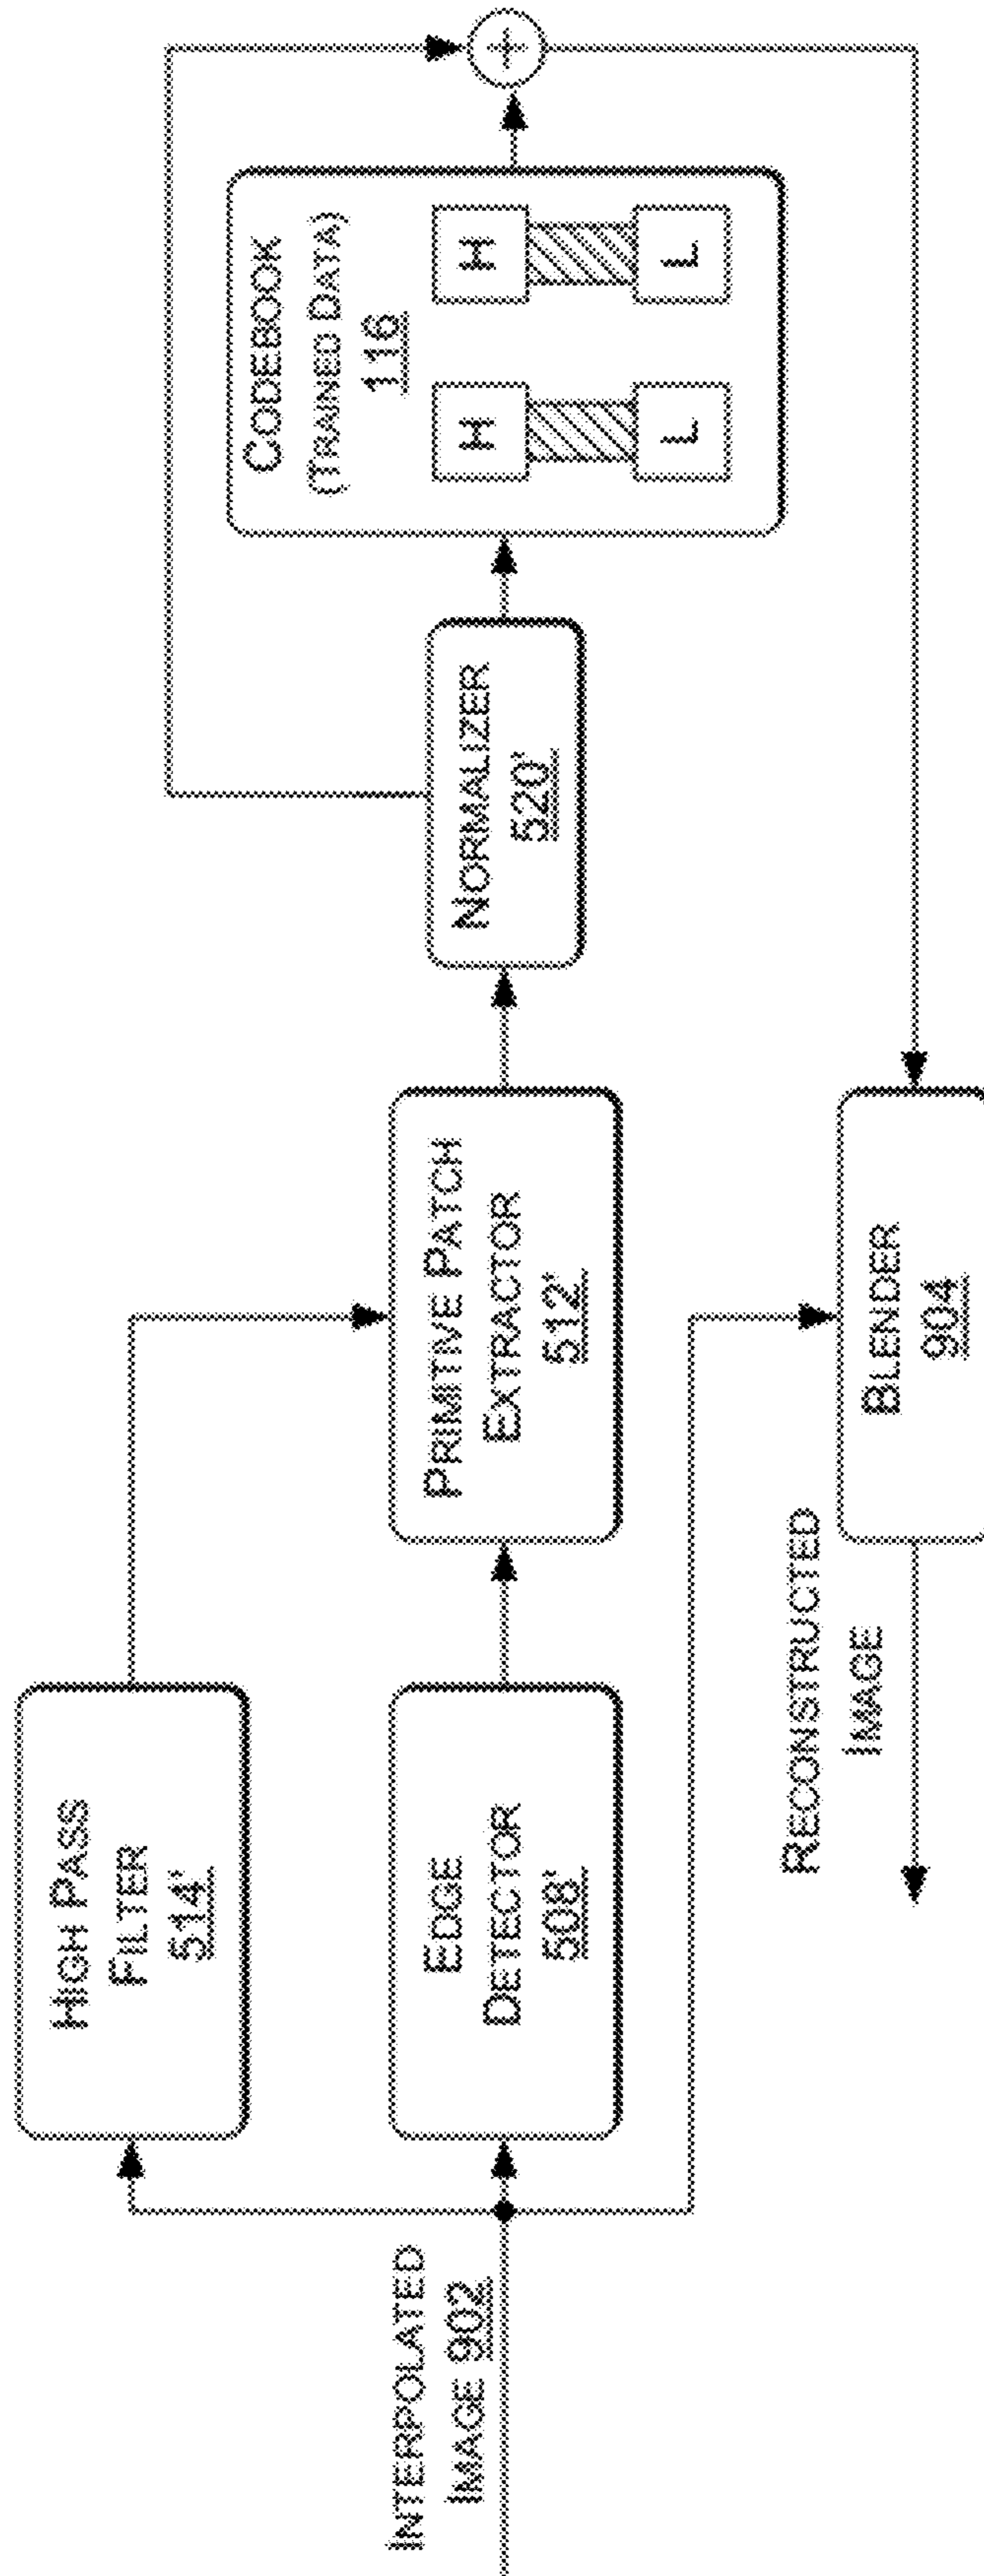 INTERPOLATED
IMAGE 902
HIGH PASS
FILTER
514'
EDGE
DETECTOR
508'
PRIMITIVE PATCH
EXTRACTOR
512'
NORMALIZER
520'
CODEBOOK
(TRAINED DATA)
116
H
H
L
L
+
BLENDER
904
RECONSTRUCTED
IMAGE